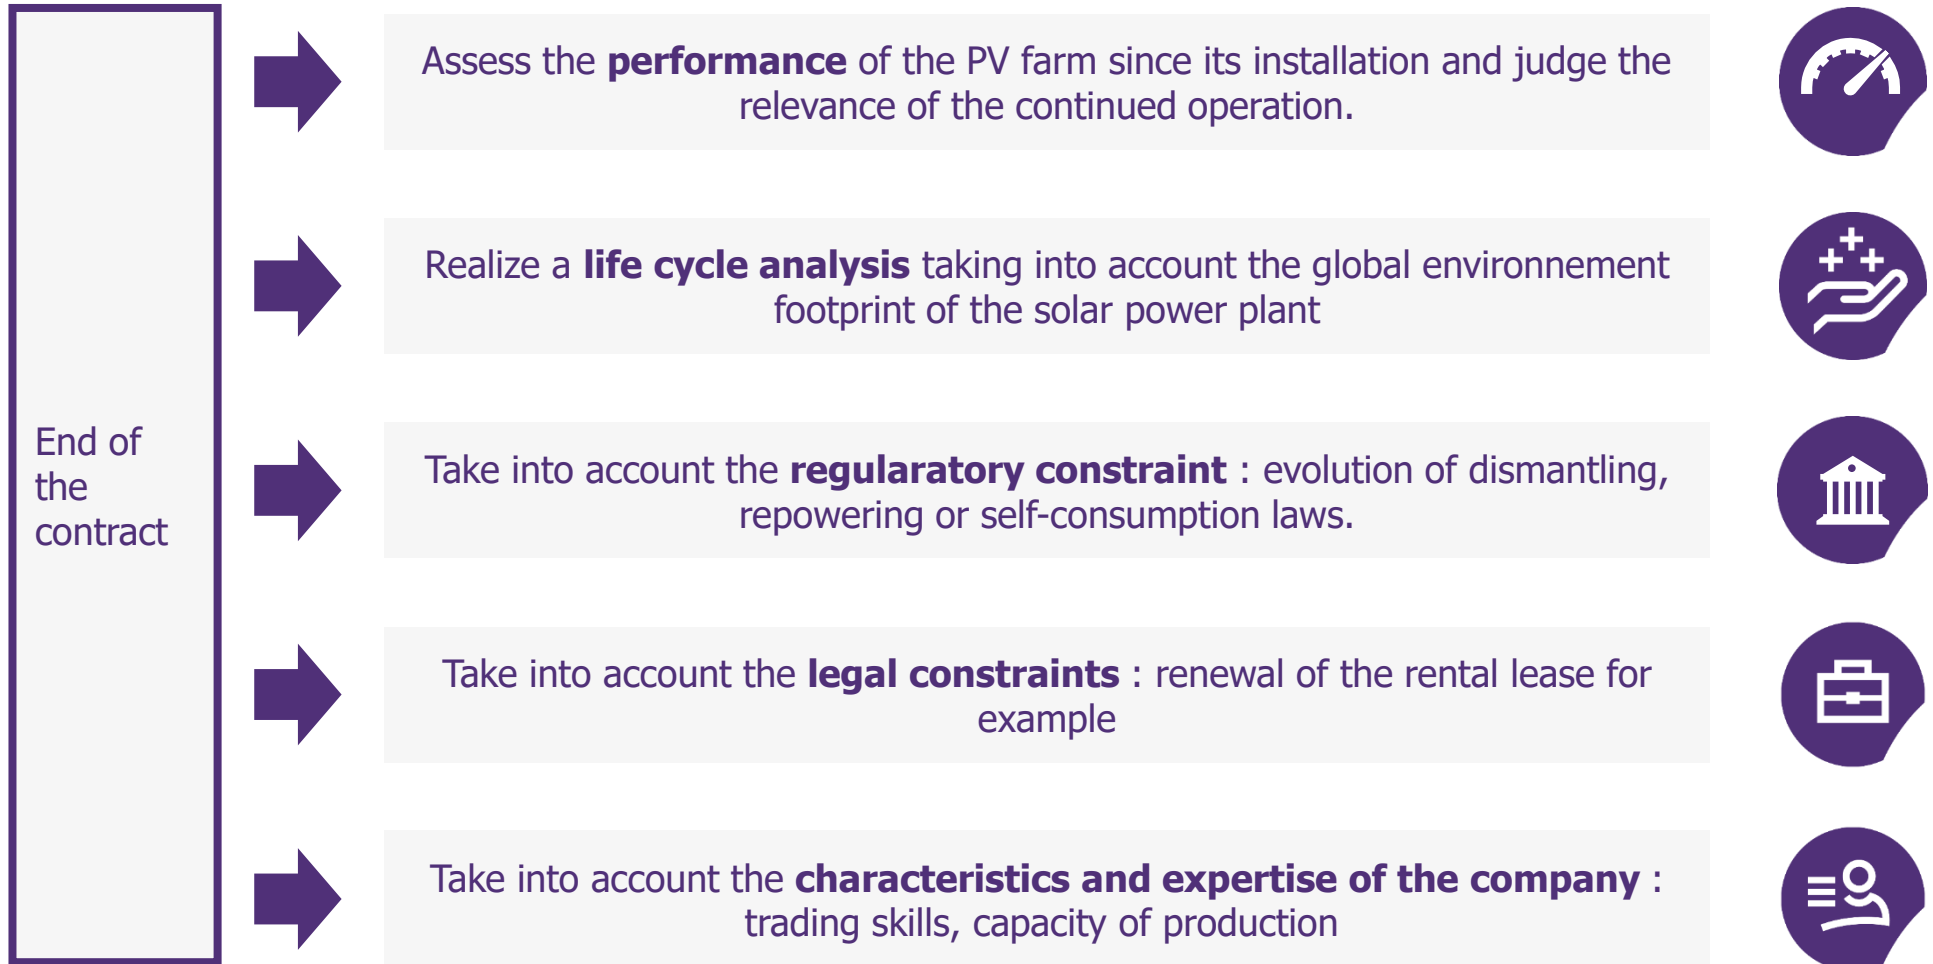 End of
the
contract
Assess the performance of the PV farm since its installation and judge the
relevance of the continued operation.
Realize a life cycle analysis taking into account the global environnement
footprint of the solar power plant
Take into account the regularatory constraint : evolution of dismantling,
repowering or self-consumption laws.
Take into account the legal constraints : renewal of the rental lease for
example
Take into account the characteristics and expertise of the company :
trading skills, capacity of production